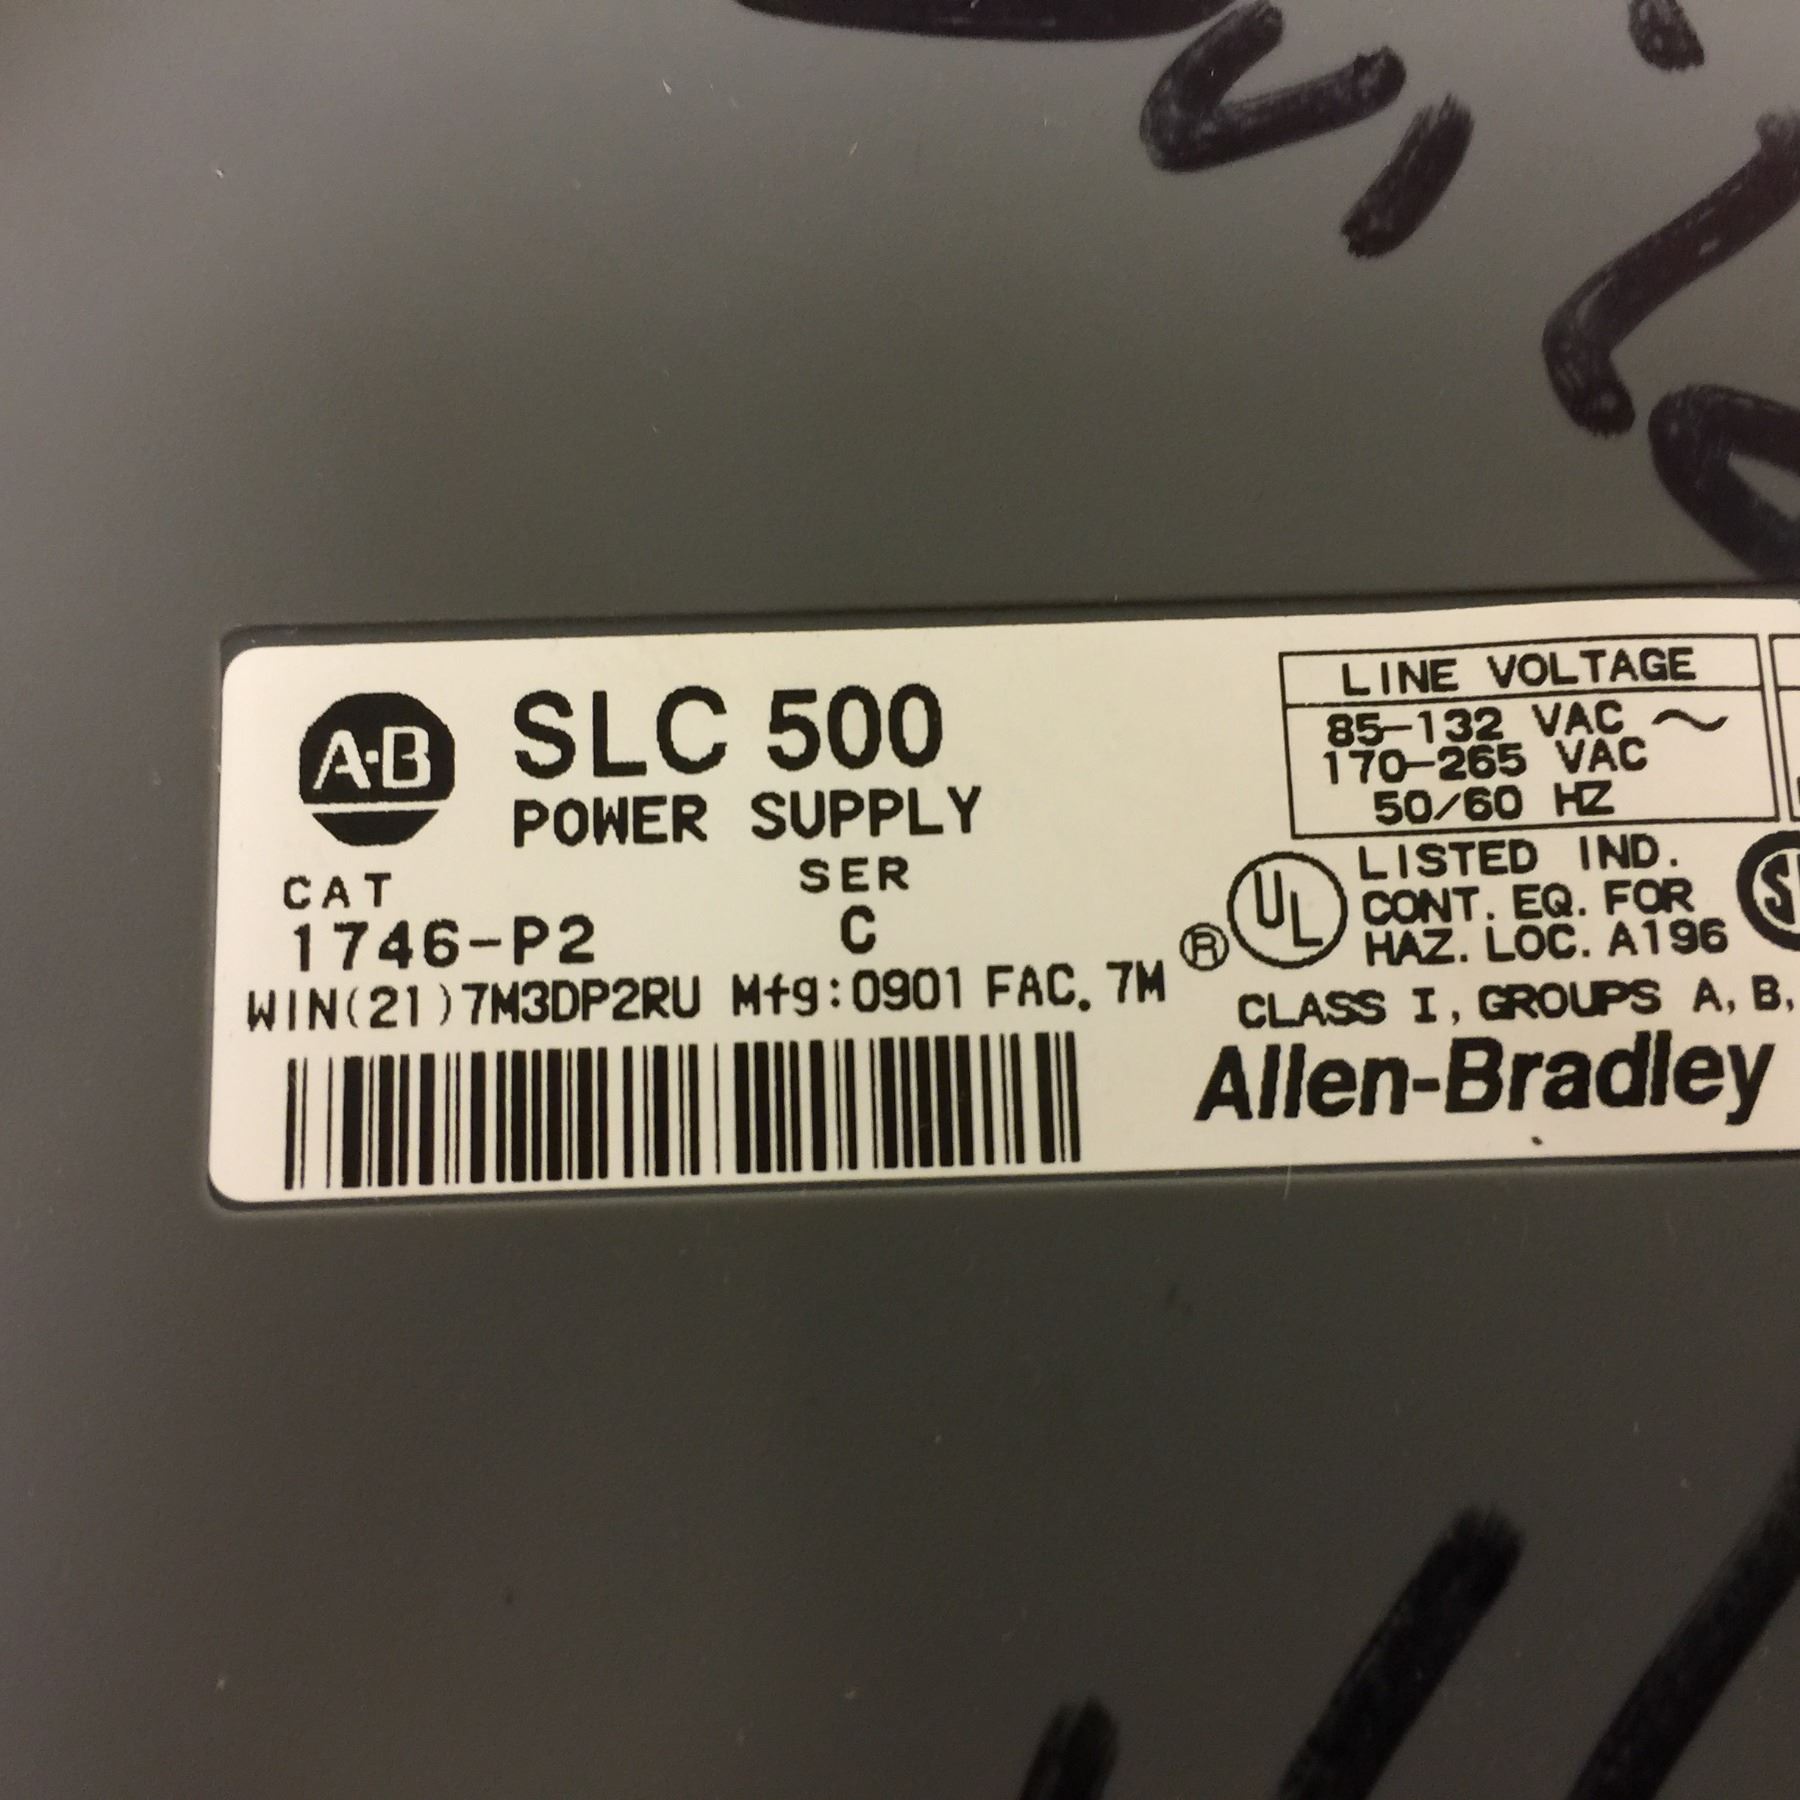 A·B
SLC 500
POWER SUPPLY
CAT
SER
1746-P2
C
WIN(21)7M3DP2RU Mfg:0901 FAC. 7M
LINE VOLTAGE
85-132 VAC ~
170-265 VAC
50/60 HZ
® UL
LISTED IND.
CONT. EQ. FOR
HAZ. LOC. A196
CLASS I, GROUPS A, B,
Allen-Bradley